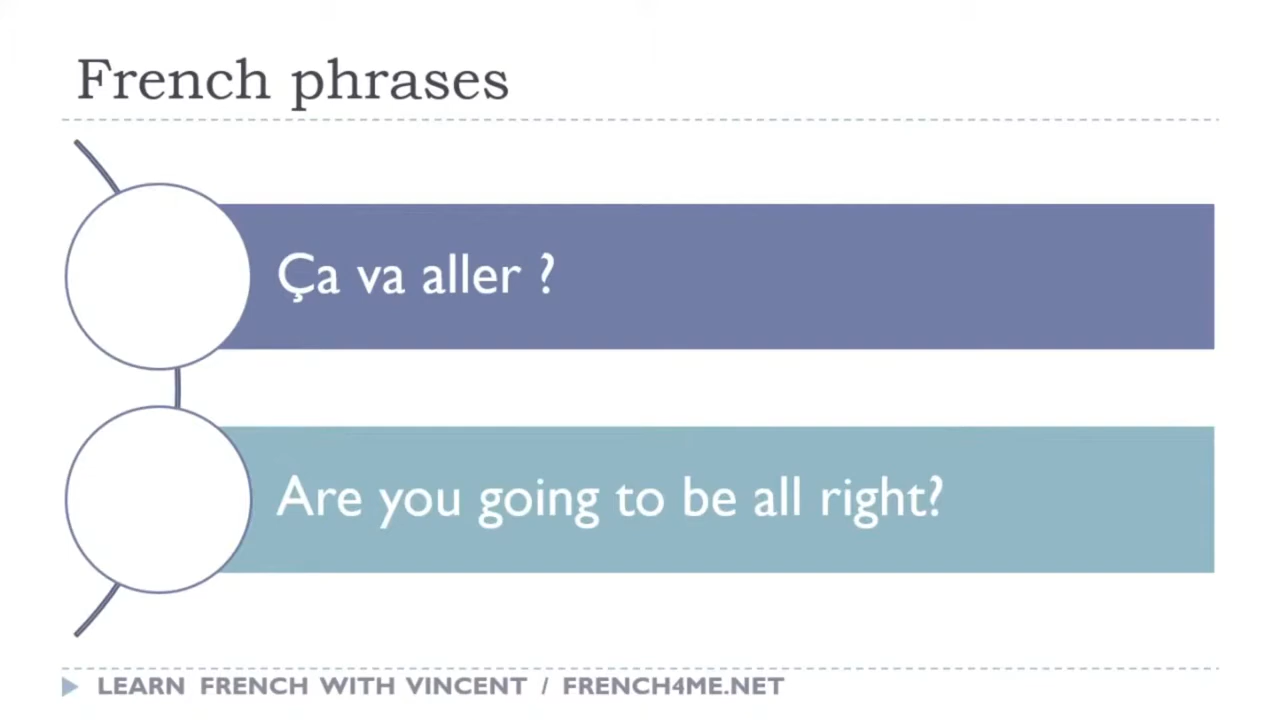 French phrases
Ça va aller ?
Are you going to be all right?
LEARN FRENCH WITH VINCENT / FRENCH4ME.NET